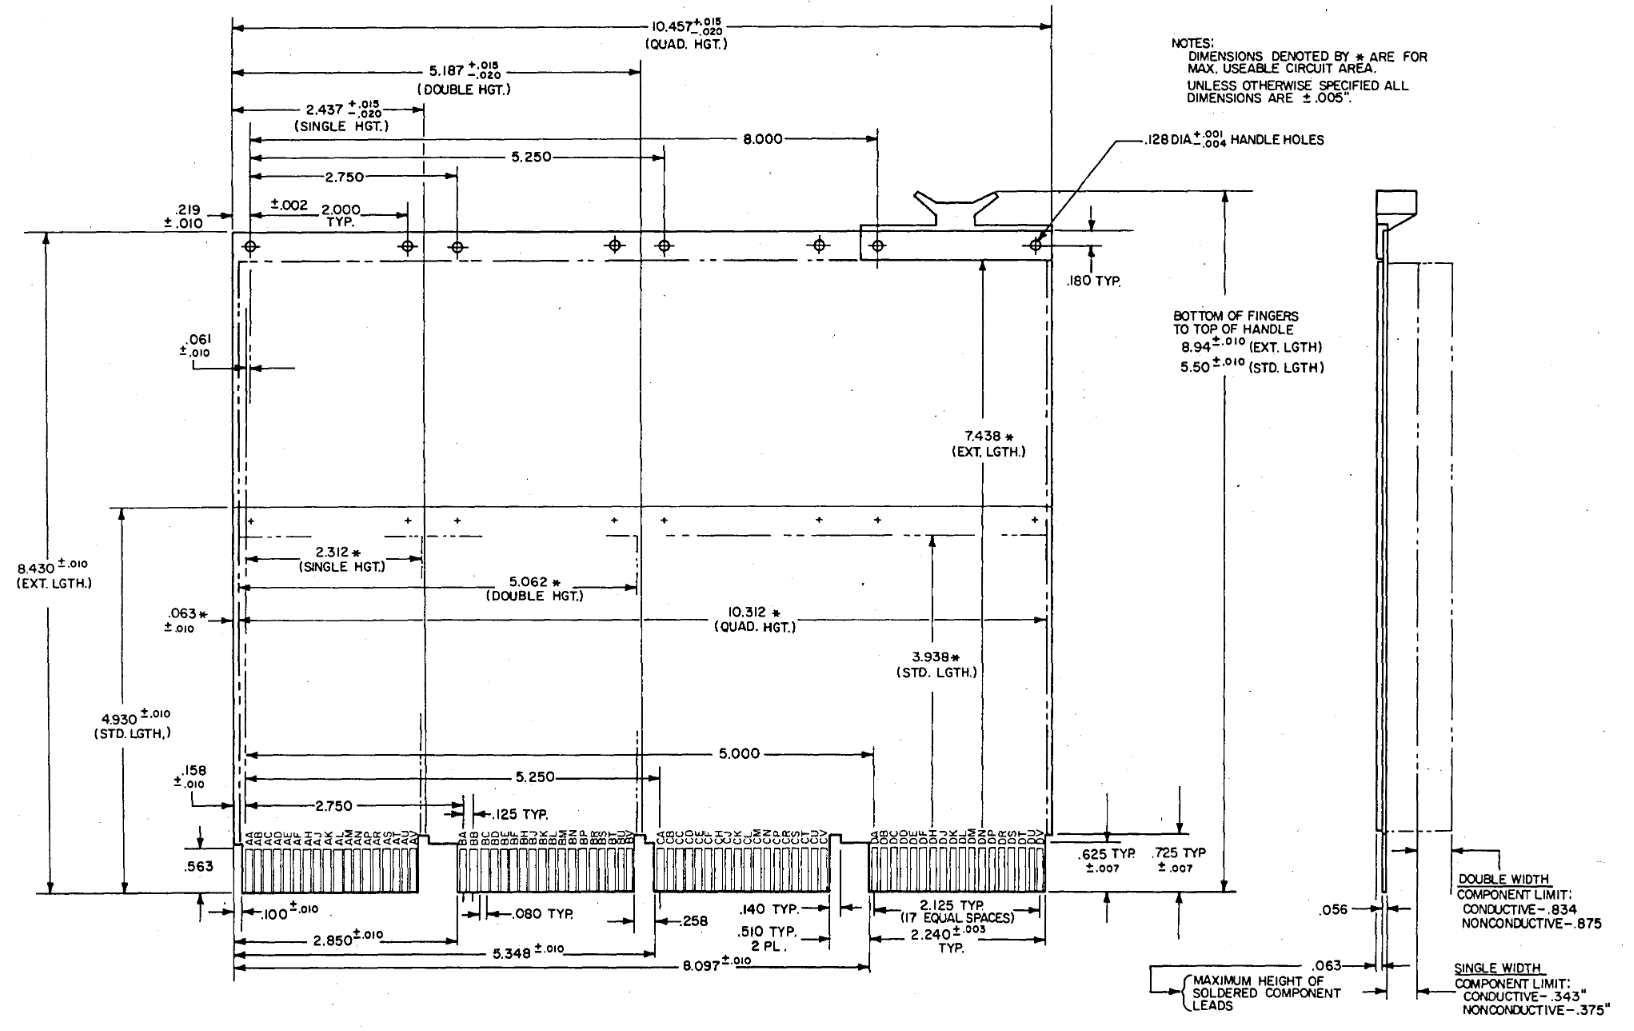 10.457 +.015 -.020
(QUAD. HGT.)
5.187 +.015 -.020
(DOUBLE HGT.)
2.437 +.015 -.020
(SINGLE HGT.)
NOTES:
DIMENSIONS DENOTED BY * ARE FOR
MAX. USEABLE CIRCUIT AREA.
UNLESS OTHERWISE SPECIFIED ALL
DIMENSIONS ARE ±.005".
8.000
5.250
2.750
.128 DIA +.001 -.004 HANDLE HOLES
.219
±.010
±.002 2.000
TYP.
.180 TYP.
BOTTOM OF FINGERS
TO TOP OF HANDLE
8.94 ±.010 (EXT. LGTH)
5.50 ±.010 (STD. LGTH)
.061
±.010
7.438 *
(EXT. LGTH.)
2.312 *
(SINGLE HGT.)
8.430 ±.010
(EXT. LGTH.)
5.062 *
(DOUBLE HGT.)
.063 *
±.010
10.312 *
(QUAD. HGT.)
3.938 *
(STD. LGTH.)
4.930 ±.010
(STD. LGTH.)
5.000
.158
±.010
5.250
2.750
.125 TYP.
AA AB AC AD AE AF AH AJ AK AL AM AN AP AR AS AT AU AV
BA BB BC BD BE BF BH BJ BK BL BM BN BP BR BS BT BU BV
CA CB CC CD CE CF CH CJ CK CL CM CN CP CR CS CT CU CV
DA DB DC DD DE DF DH DJ DK DL DM DN DP DR DS DT DU DV
.563
.625 TYP.
±.007
.725 TYP
±.007
.100 ±.010
.080 TYP.
.258
.140 TYP.
2.125 TYP.
(17 EQUAL SPACES)
.510 TYP.
2 PL.
2.240 ±.003
TYP.
2.850 ±.010
5.348 ±.010
8.097 ±.010
.056
DOUBLE WIDTH
COMPONENT LIMIT:
CONDUCTIVE-.834
NONCONDUCTIVE-.875
.063
MAXIMUM HEIGHT OF
SOLDERED COMPONENT
LEADS
SINGLE WIDTH
COMPONENT LIMIT:
CONDUCTIVE-.343"
NONCONDUCTIVE-.375"